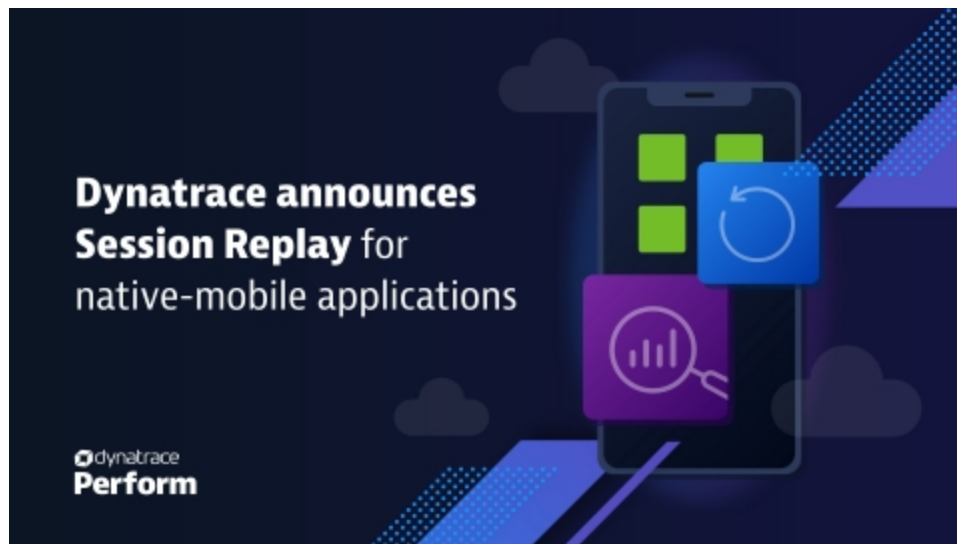 Dynatrace announces
Session Replay for
native-mobile applications
dynatrace
Perform